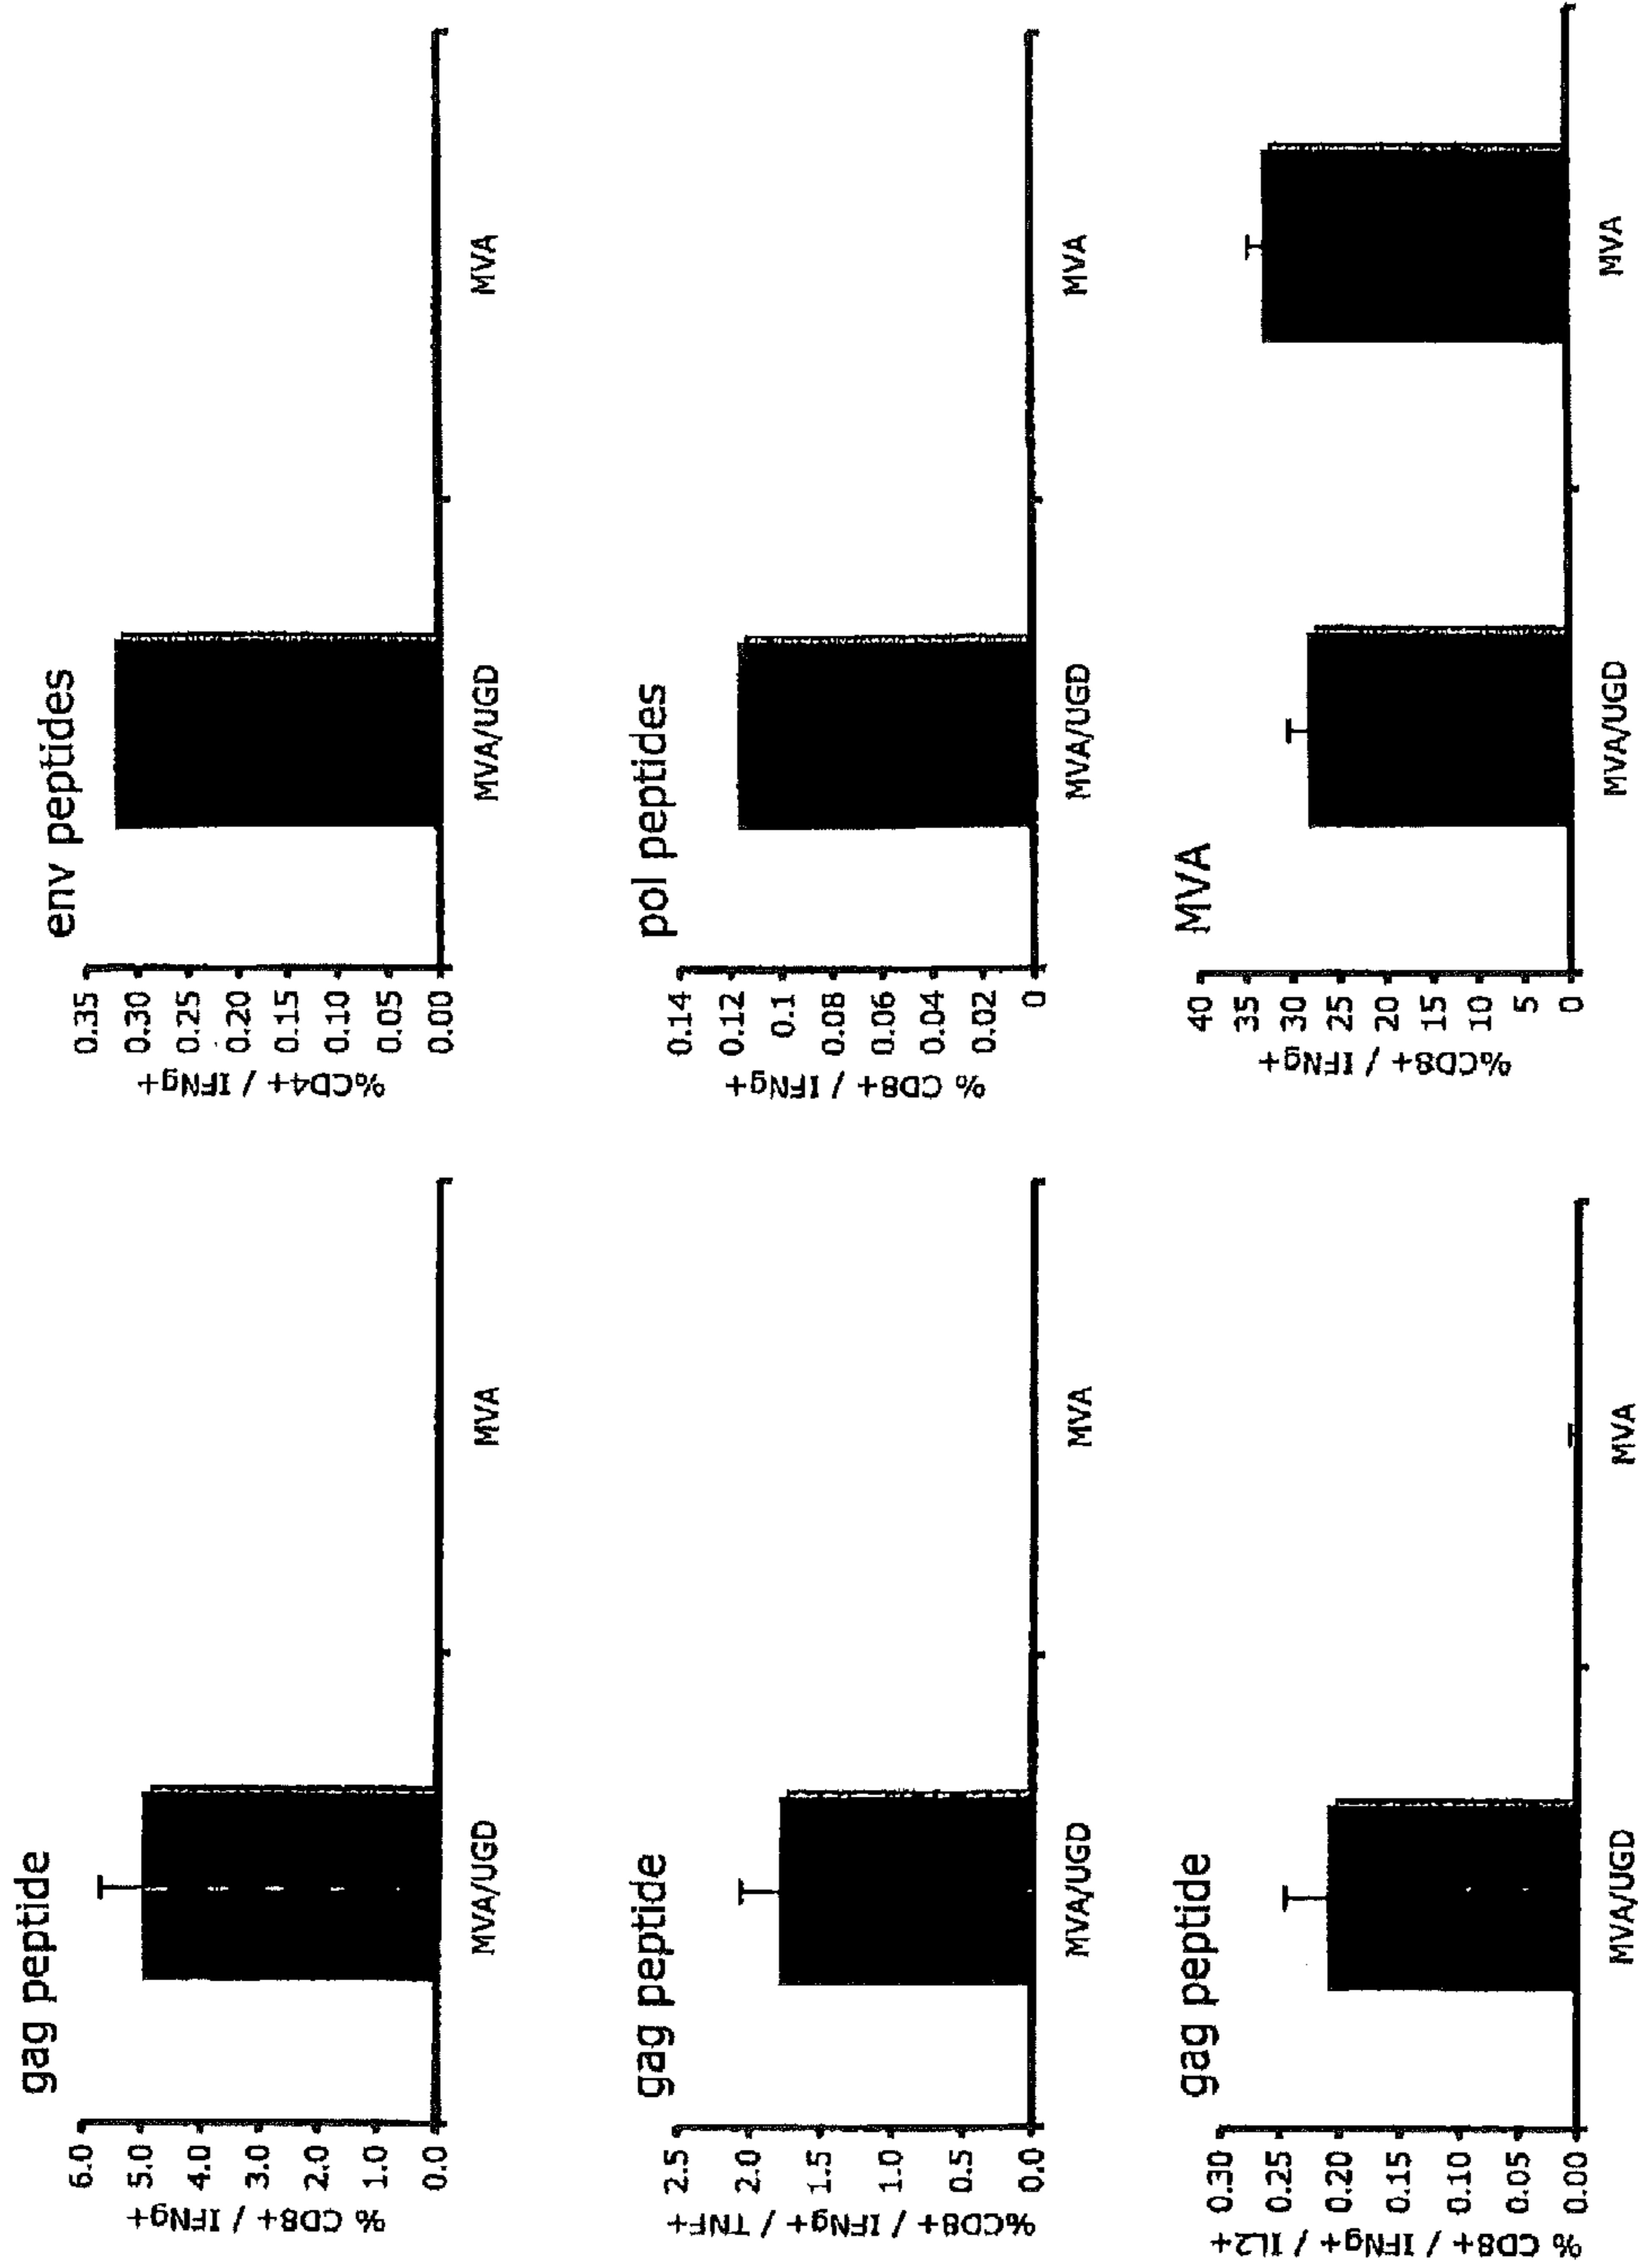 gag peptide
% CD8+ / IFNg+
6.0
5.0
4.0
3.0
2.0
1.0
0.0
MVA/UGD
MVA
env peptides
%CD4+ / IFNg+
0.35
0.30
0.25
0.20
0.15
0.10
0.05
0.00
MVA/UGD
MVA
gag peptide
%CD8+ / IFNg+ / TNF+
2.5
2.0
1.5
1.0
0.5
0.0
MVA/UGD
MVA
pol peptides
% CD8+ / IFNg+
0.14
0.12
0.1
0.08
0.06
0.04
0.02
0
MVA/UGD
MVA
gag peptide
% CD8+ / IFNg+ / IL2+
0.30
0.25
0.20
0.15
0.10
0.05
0.00
MVA/UGD
MVA
MVA
%CD8+ / IFNg+
40
35
30
25
20
15
10
5
0
MVA/UGD
MVA